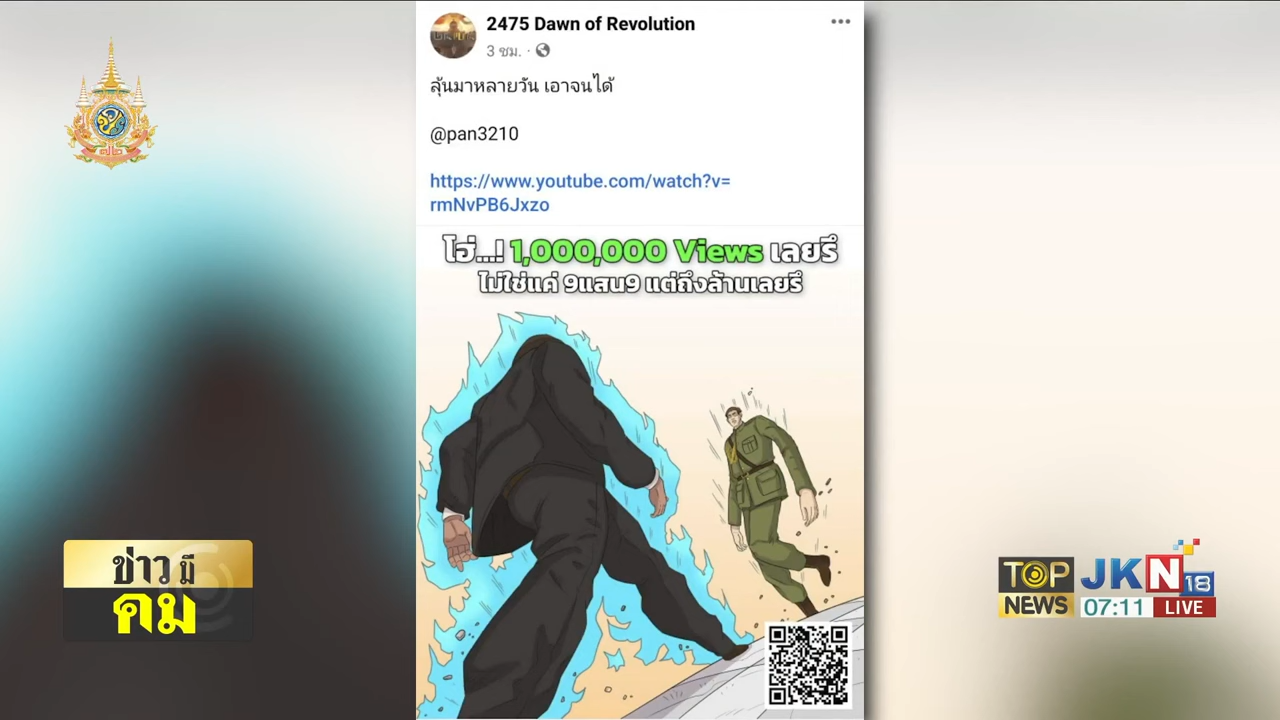 2475 Dawn of Revolution
3 ชม.
ลุ้นมาหลายวัน เอาจนได้
@pan3210
https://www.youtube.com/watch?v=
rmNvPB6Jxzo
โฮ่...! 1,000,000 Views เลยรึ
ไม่ใช่แค่ 9แสน9 แต่ถึงล้านเลยรึ
ข่าวมี
คม
TOP
NEWS
JKN18
07:11 LIVE